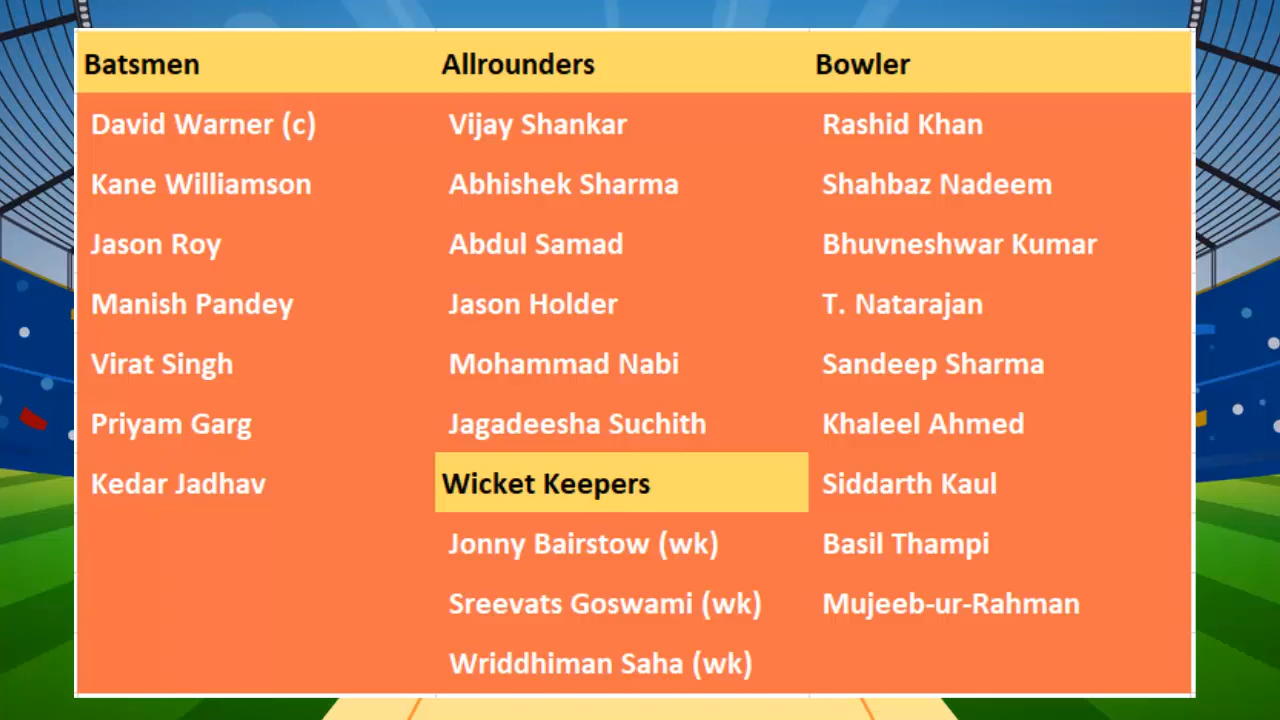 Batsmen Allrounders Bowler
David Warner (c) Vijay Shankar Rashid Khan
Kane Williamson Abhishek Sharma Shahbaz Nadeem
Jason Roy Abdul Samad Bhuvneshwar Kumar
Manish Pandey Jason Holder T. Natarajan
Virat Singh Mohammad Nabi Sandeep Sharma
Priyam Garg Jagadeesha Suchith Khaleel Ahmed
Kedar Jadhav Wicket Keepers Siddarth Kaul
Jonny Bairstow (wk) Basil Thampi
Sreevats Goswami (wk) Mujeeb-ur-Rahman
Wriddhiman Saha (wk)